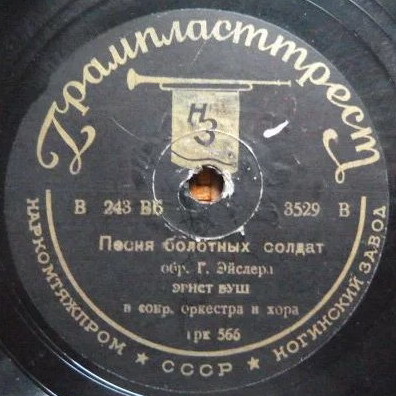 Грампласттрест
НЗ
В 243 ВБ 3529 В
Песня болотных солдат
обр. Г. Эйслера
ЭРНСТ БУШ
в сопр. оркестра и хора
Грк 566
НАРКОМТЯЖПРОМ ★ СССР ★ НОГИНСКИЙ ЗАВОД